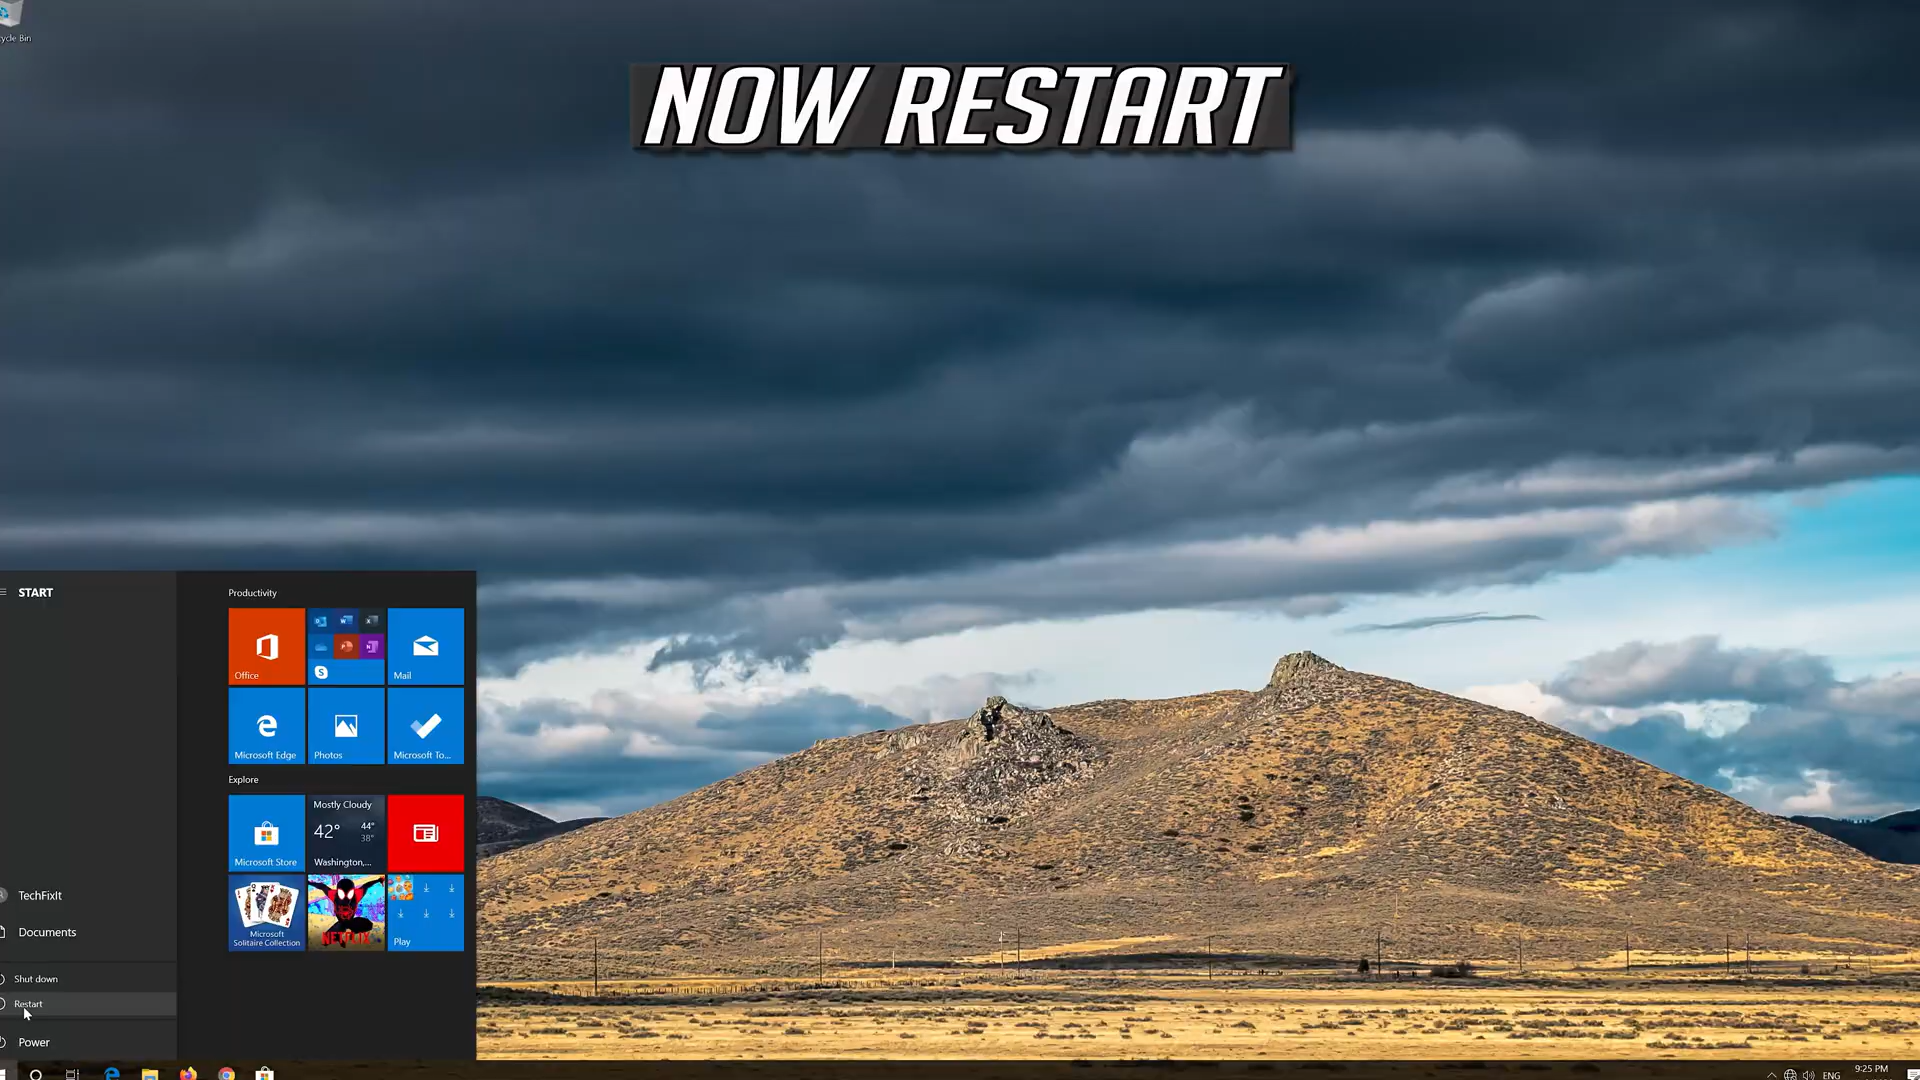 cycle Bin
NOW RESTART
START
Productivity
Office
Mail
Microsoft Edge
Photos
Microsoft To...
Explore
Microsoft Store
Mostly Cloudy
42°
44°
38°
Washington,...
Microsoft
Solitaire Collection
NETFLIX
Play
TechFixIt
Documents
Shut down
Restart
Power
ENG
9:25 PM